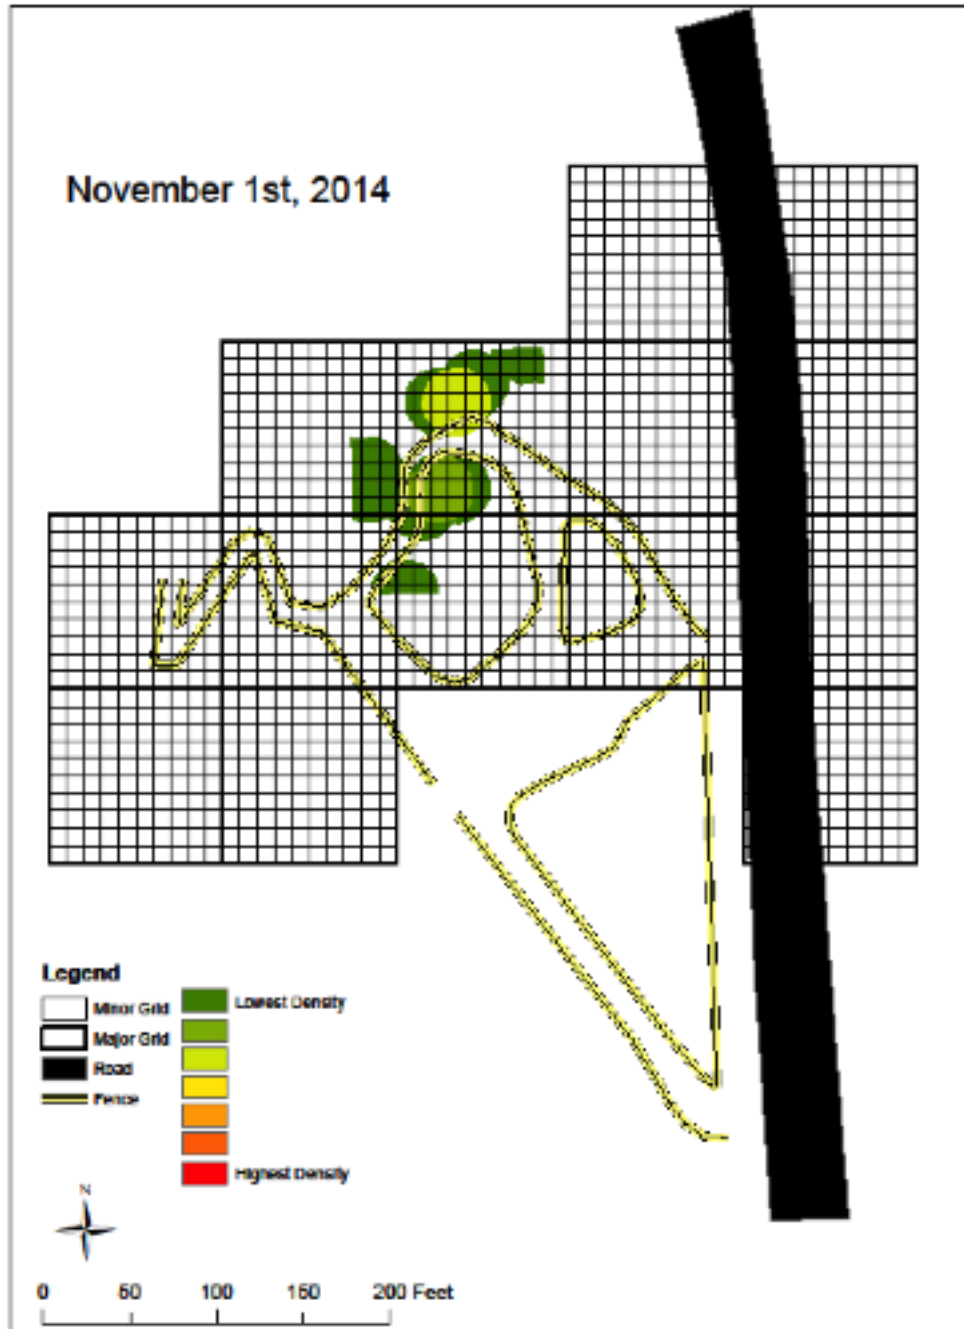 November 1st, 2014
Legend
Minor Grid
Major Grid
Road
Fence
Lowest Density
Highest Density
N
0 50 100 150 200 Feet